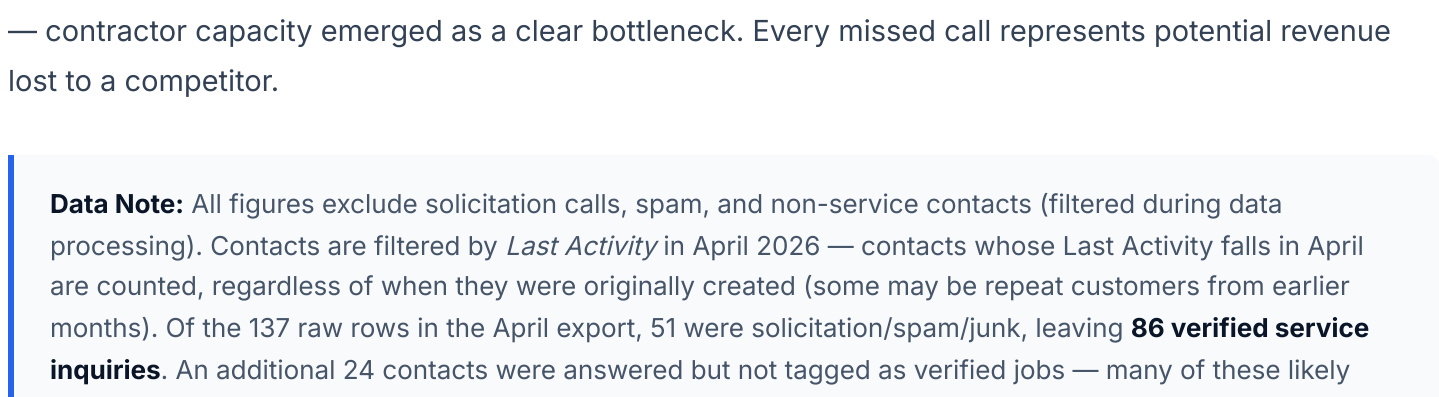 — contractor capacity emerged as a clear bottleneck. Every missed call represents potential revenue
lost to a competitor.
Data Note: All figures exclude solicitation calls, spam, and non-service contacts (filtered during data
processing). Contacts are filtered by Last Activity in April 2026 — contacts whose Last Activity falls in April
are counted, regardless of when they were originally created (some may be repeat customers from earlier
months). Of the 137 raw rows in the April export, 51 were solicitation/spam/junk, leaving 86 verified service
inquiries. An additional 24 contacts were answered but not tagged as verified jobs — many of these likely